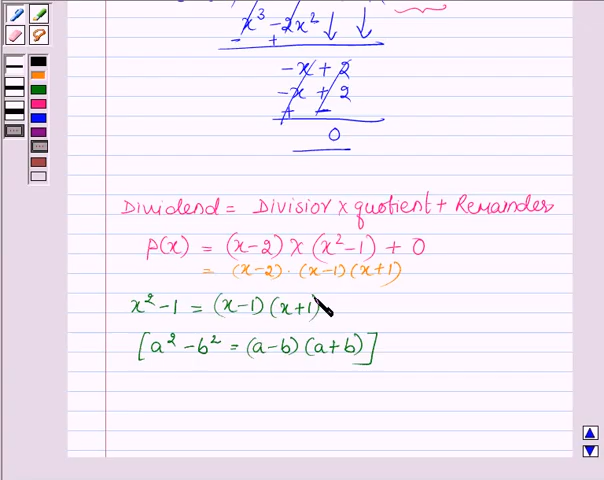 x³ - 2x² ↓ ↓
- +
-x + 2
-x + 2
+ -
0
Dividend = Divisior × quotient + Remainder
P(x) = (x-2) × (x²-1) + 0
= (x-2) · (x-1) (x+1)
x² - 1 = (x-1) (x+1)
[a² - b² = (a-b) (a+b)]